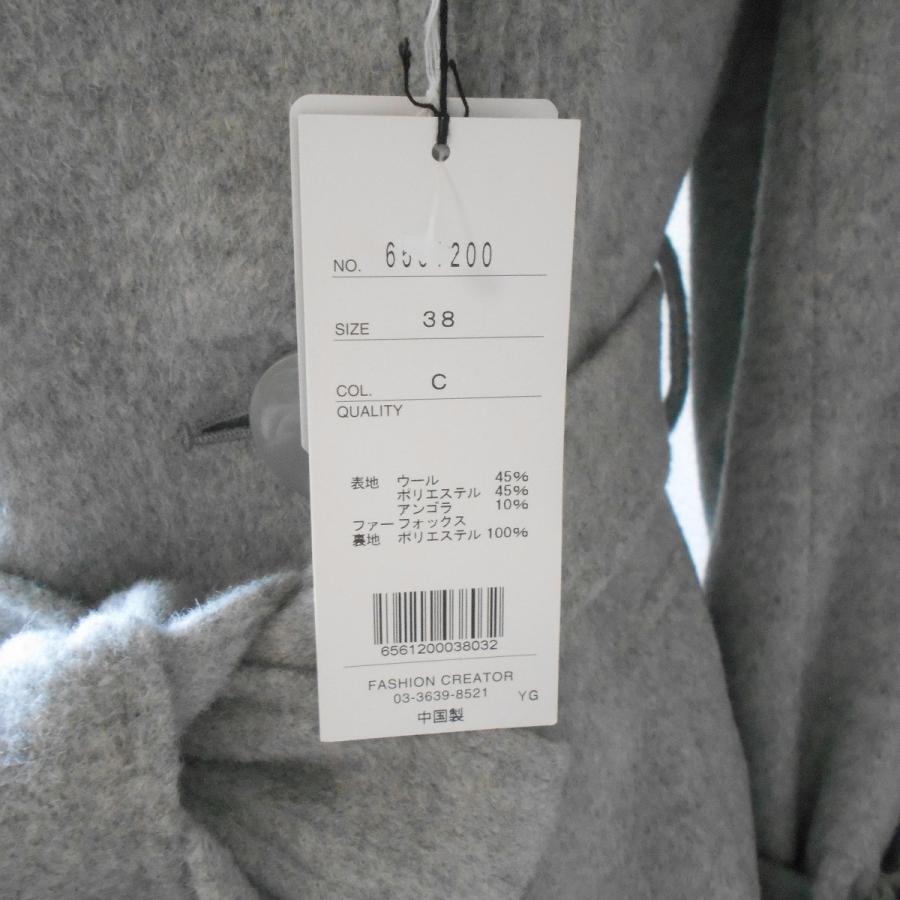 NO.
SIZE 38
COL. C
QUALITY
表地 ウール 45%
ポリエステル 45%
アンゴラ 10%
ファー フォックス
裏地 ポリエステル 100%
6561200038032
FASHION CREATOR
03-3639-8521 YG
中国製